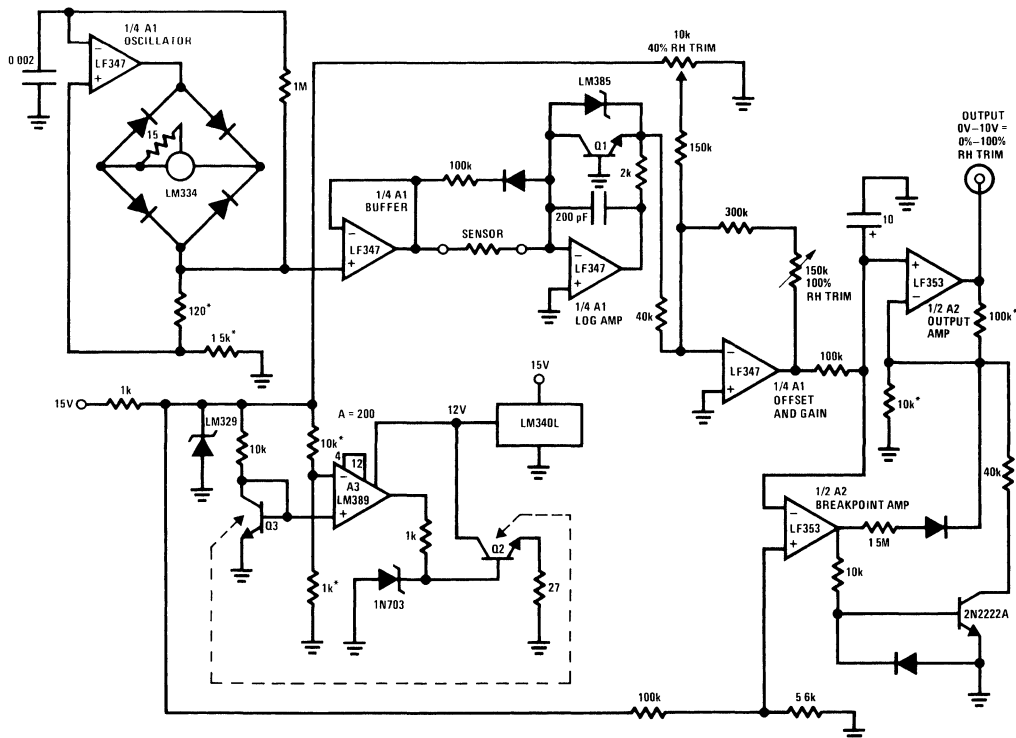 1/4 A1
OSCILLATOR
0 002
−
+
LF347
1M
15
LM334
120*
1 5k*
10k
40% RH TRIM
LM385
Q1
2k
200 pF
100k
1/4 A1
BUFFER
−
+
LF347
SENSOR
−
+
LF347
1/4 A1
LOG AMP
150k
300k
150k
100%
RH TRIM
40k
−
+
LF347
1/4 A1
OFFSET
AND GAIN
100k
OUTPUT
0V–10V =
0%–100%
RH TRIM
10
+
+
−
LF353
1/2 A2
OUTPUT
AMP
100k*
10k*
40k
15V
1k
LM329
10k
Q3
10k*
1k*
A = 200
4
12
−
+
A3
LM389
12V
15V
LM340L
1k
Q2
1N703
27
1/2 A2
BREAKPOINT AMP
−
+
LF353
1 5M
10k
2N2222A
100k
5 6k